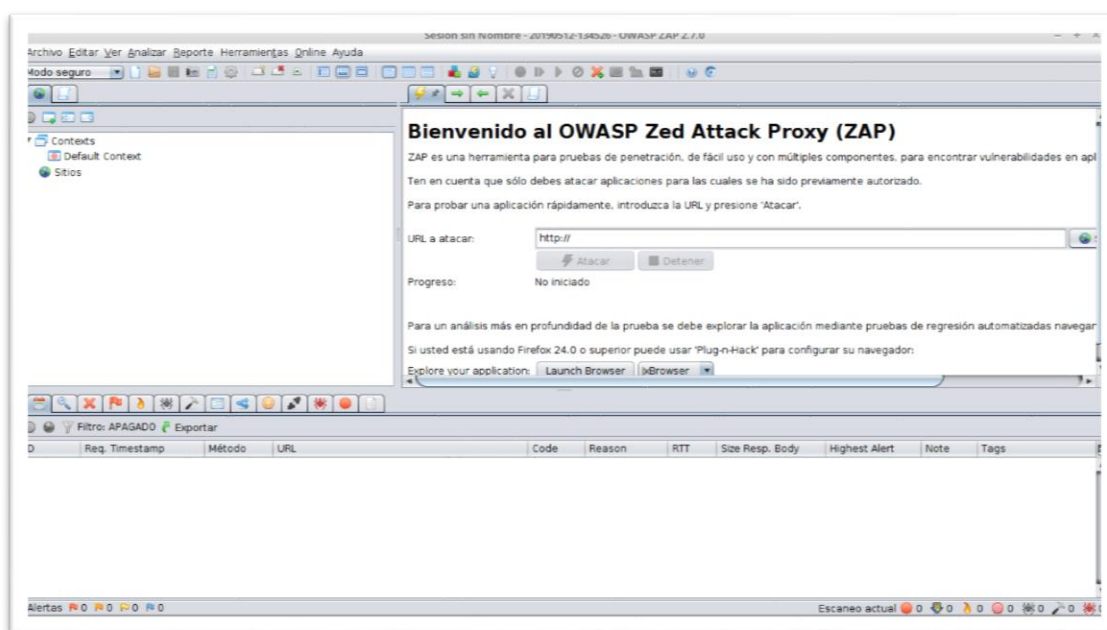 Sesión sin Nombre - 20190512-134526 - OWASP ZAP 2.7.0
Archivo Editar Ver Analizar Reporte Herramientas Online Ayuda
Modo seguro
Contexts
Default Context
Sitios
Bienvenido al OWASP Zed Attack Proxy (ZAP)
ZAP es una herramienta para pruebas de penetración, de fácil uso y con múltiples componentes, para encontrar vulnerabilidades en apl
Ten en cuenta que sólo debes atacar aplicaciones para las cuales se ha sido previamente autorizado.
Para probar una aplicación rápidamente, introduzca la URL y presione 'Atacar'.
URL a atacar: http://
Atacar Detener
Progreso: No iniciado
Para un análisis más en profundidad de la prueba se debe explorar la aplicación mediante pruebas de regresión automatizadas navegar
Si usted está usando Firefox 24.0 o superior puede usar 'Plug-n-Hack' para configurar su navegador:
Explore your application: Launch Browser JxBrowser
Filtro: APAGADO Exportar
Req. Timestamp Método URL Code Reason RTT Size Resp. Body Highest Alert Note Tags
Alertas 0 0 0 0 Escaneo actual 0 0 0 0 0 0